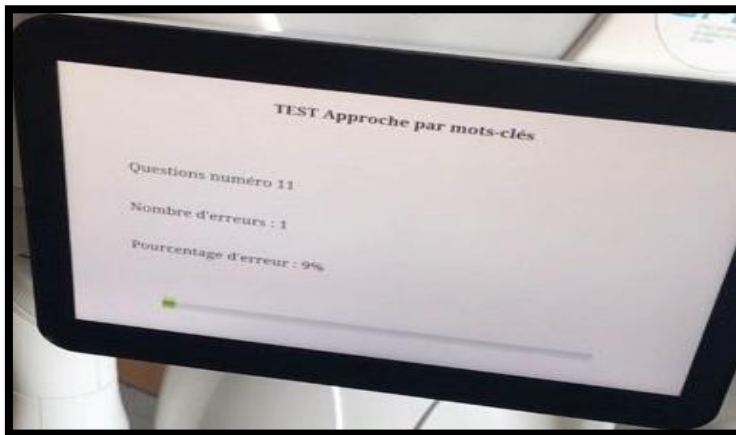 TEST Approche par mots-clés
Questions numéro 11
Nombre d'erreurs : 1
Pourcentage d'erreur : 9%